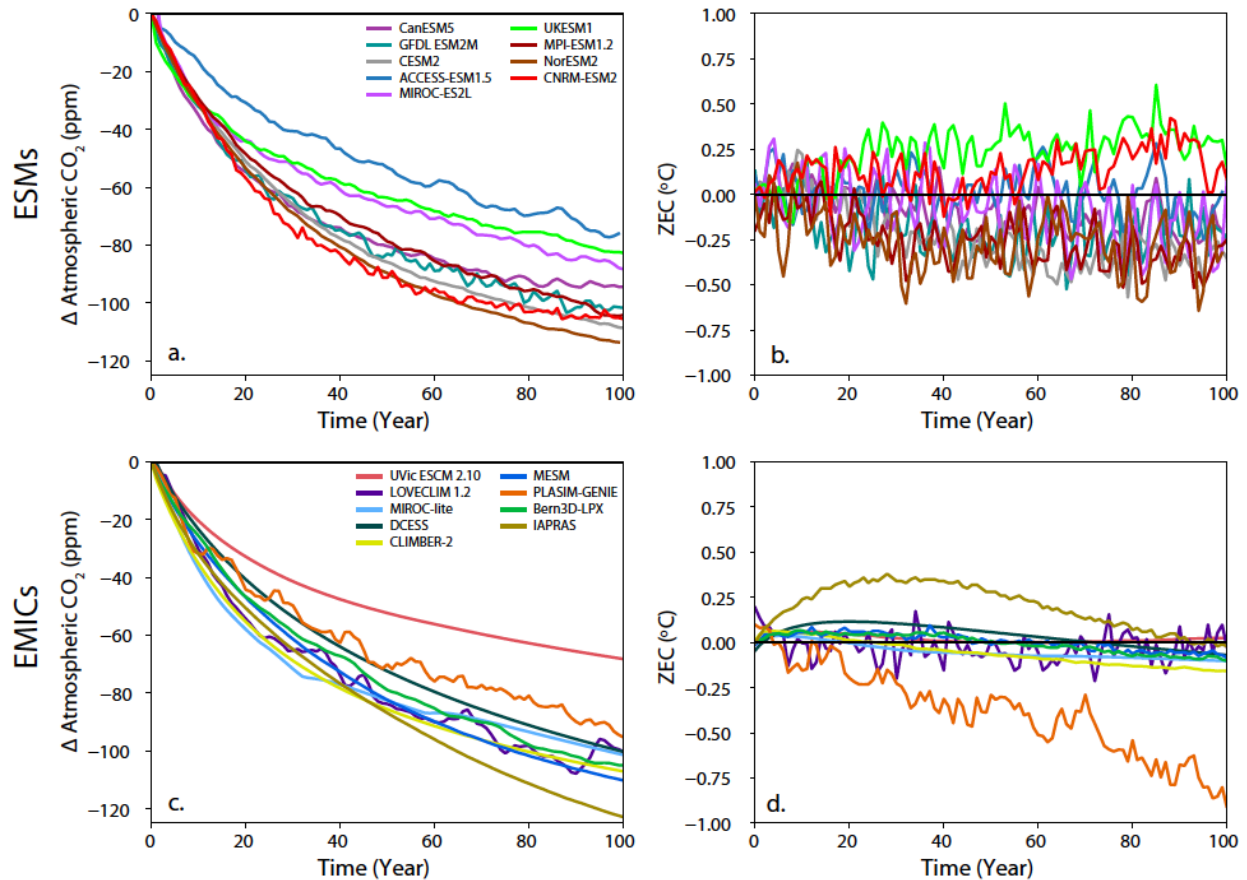 ESMs
Δ Atmospheric CO2 (ppm)
0
−20
−40
−60
−80
−100
−120
CanESM5
GFDL ESM2M
CESM2
ACCESS-ESM1.5
MIROC-ES2L
UKESM1
MPI-ESM1.2
NorESM2
CNRM-ESM2
a.
0 20 40 60 80 100
Time (Year)
ZEC (°C)
1.00
0.75
0.50
0.25
0.00
−0.25
−0.50
−0.75
−1.00
b.
0 20 40 60 80 100
Time (Year)
EMICs
Δ Atmospheric CO2 (ppm)
0
−20
−40
−60
−80
−100
−120
UVic ESCM 2.10
LOVECLIM 1.2
MIROC-lite
DCESS
CLIMBER-2
MESM
PLASIM-GENIE
Bern3D-LPX
IAPRAS
c.
0 20 40 60 80 100
Time (Year)
ZEC (°C)
1.00
0.75
0.50
0.25
0.00
−0.25
−0.50
−0.75
−1.00
d.
0 20 40 60 80 100
Time (Year)